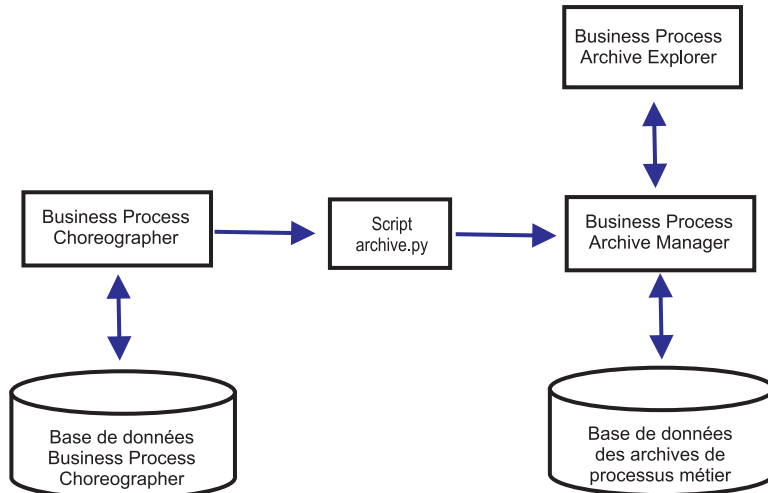 Business Process
Archive Explorer
Business Process
Choreographer
Script
archive.py
Business Process
Archive Manager
Base de données
Business Process
Choreographer
Base de données
des archives de
processus métier